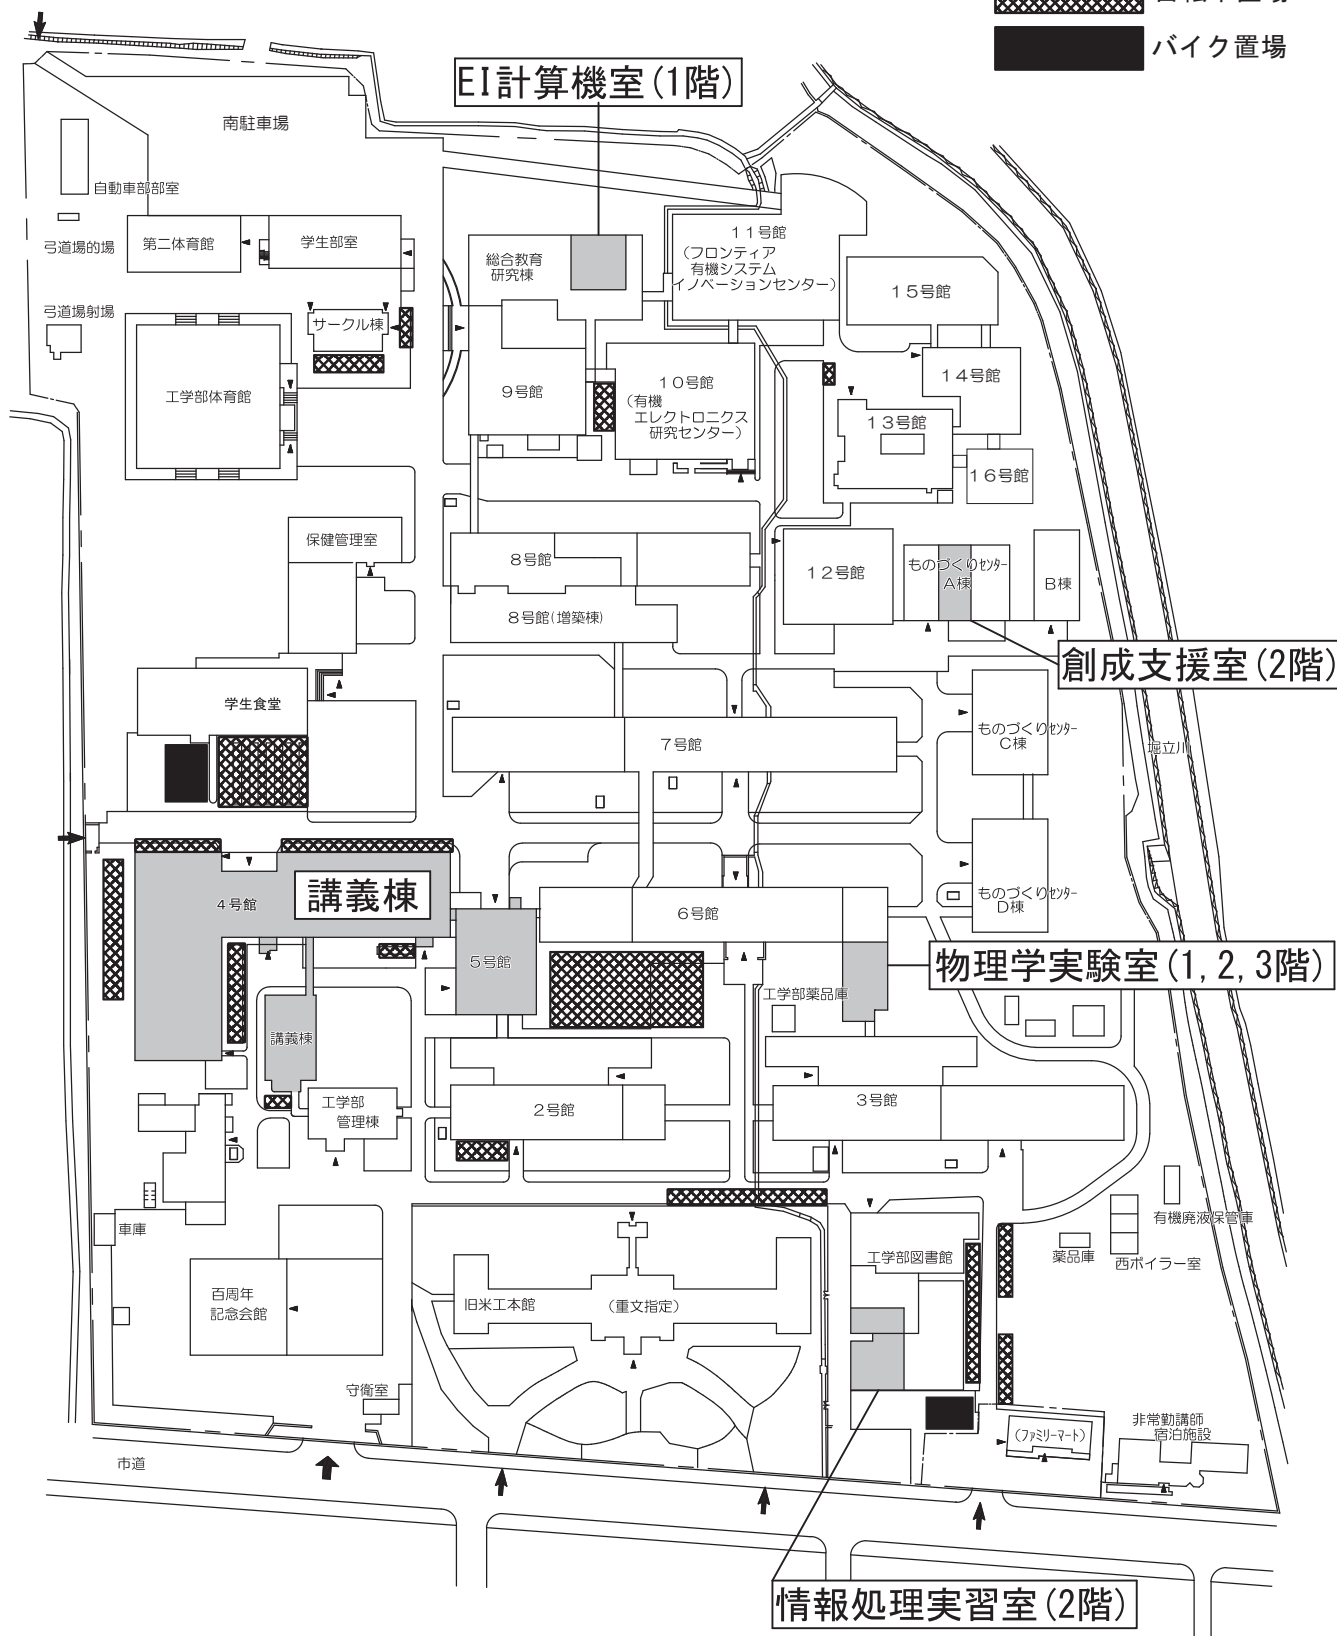 バイク置場
EI計算機室(1階)
南駐車場
自動車部部室
弓道場的場
第二体育館
学生部室
総合教育
研究棟
11号館
(フロンティア
有機システム
イノベーションセンター)
15号館
弓道場射場
サークル棟
工学部体育館
9号館
10号館
(有機
エレクトロニクス
研究センター)
14号館
13号館
16号館
保健管理室
8号館
8号館(増築棟)
12号館
ものづくりセンター
A棟
B棟
創成支援室(2階)
学生食堂
7号館
ものづくりセンター
C棟
堀立川
4号館
講義棟
5号館
6号館
ものづくりセンター
D棟
物理学実験室(1,2,3階)
工学部薬品庫
講義棟
工学部
管理棟
2号館
3号館
車庫
百周年
記念会館
旧米工本館
(重文指定)
工学部図書館
有機廃液保管庫
薬品庫
西ボイラー室
守衛室
(ファミリーマート)
非常勤講師
宿泊施設
市道
情報処理実習室(2階)